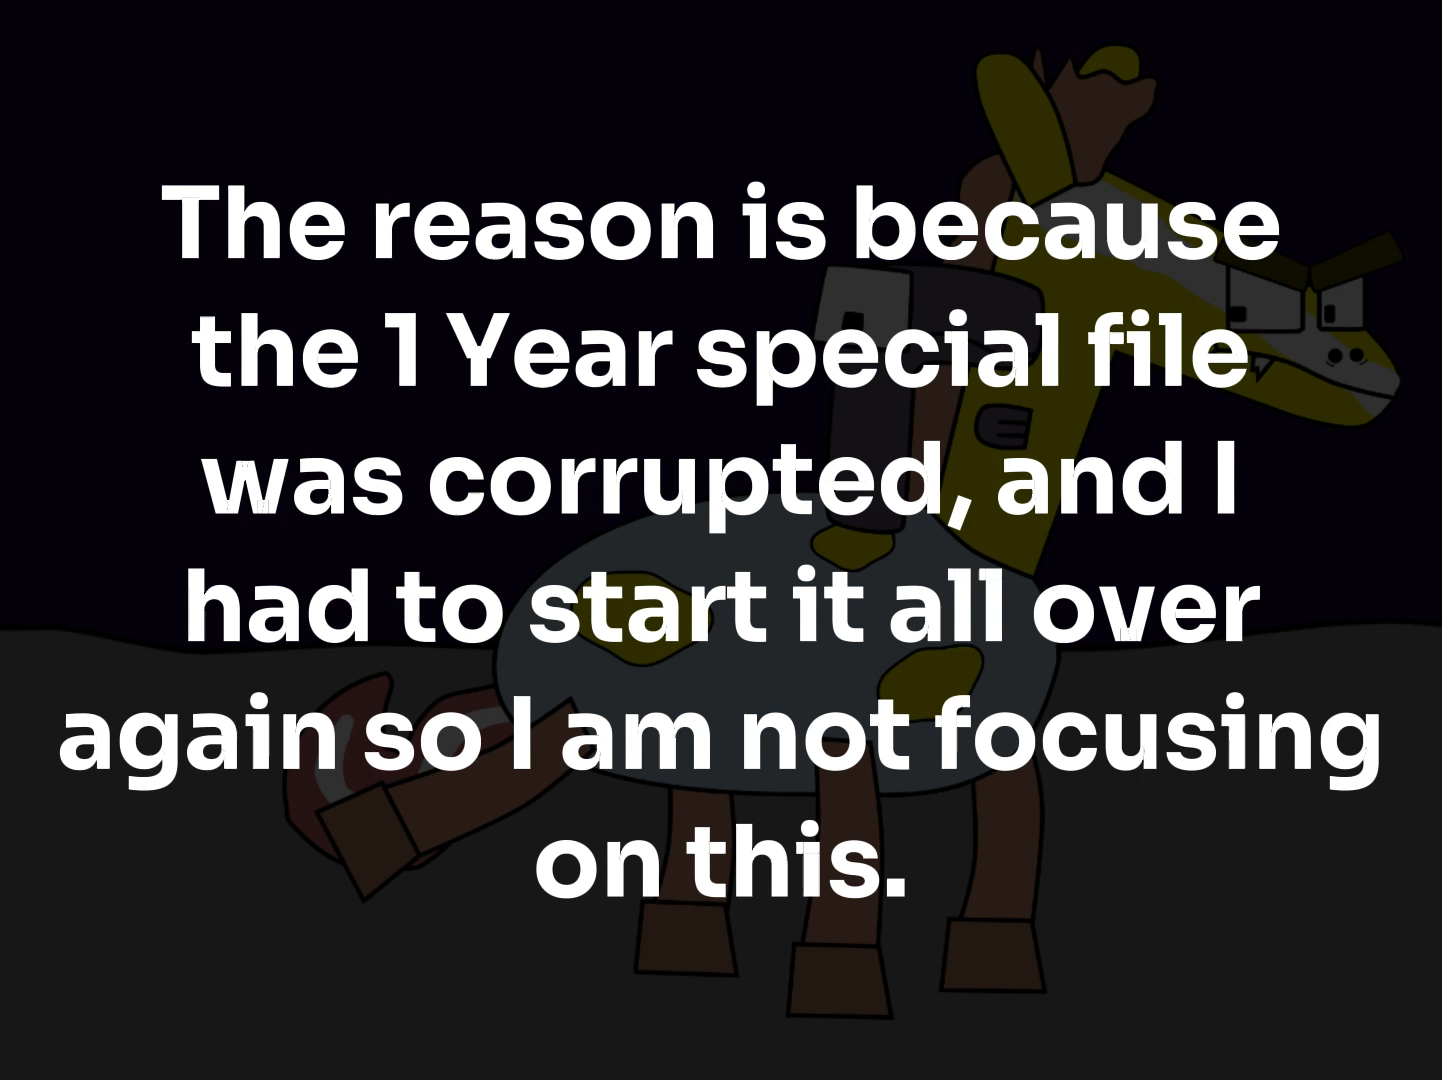 The reason is because
the 1 Year special file
was corrupted, and I
had to start it all over
again so I am not focusing
on this.